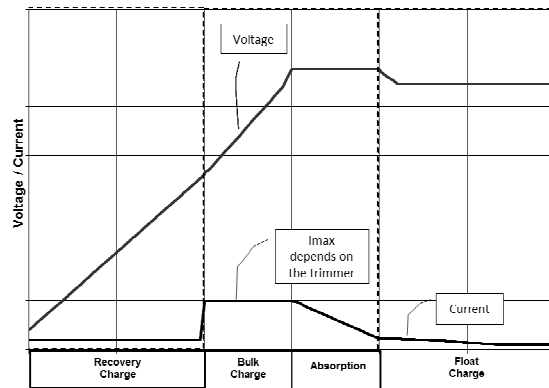 Voltage / Current
Voltage
Imax
depends on
the trimmer
Current
Recovery
Charge
Bulk
Charge
Absorption
Float
Charge